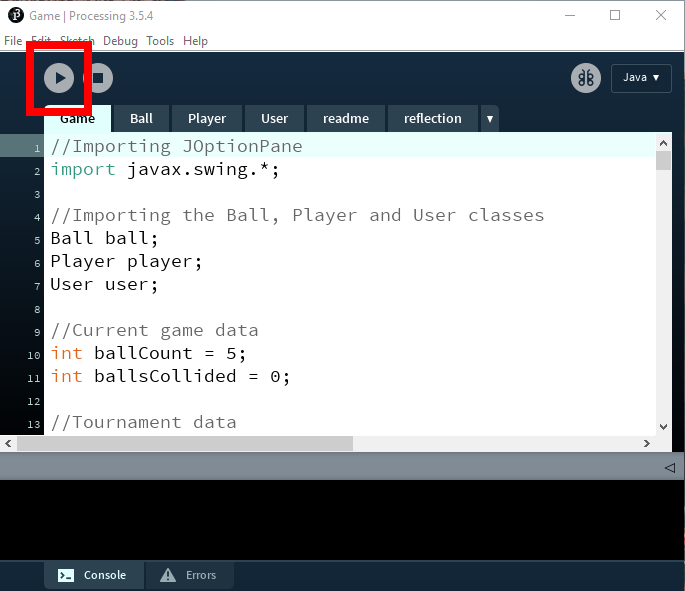 Game | Processing 3.5.4
File Edit Sketch Debug Tools Help
Java ▼
Game Ball Player User readme reflection ▼
1 //Importing JOptionPane
2 import javax.swing.*;
3
4 //Importing the Ball, Player and User classes
5 Ball ball;
6 Player player;
7 User user;
8
9 //Current game data
10 int ballCount = 5;
11 int ballsCollided = 0;
12
13 //Tournament data
Console Errors